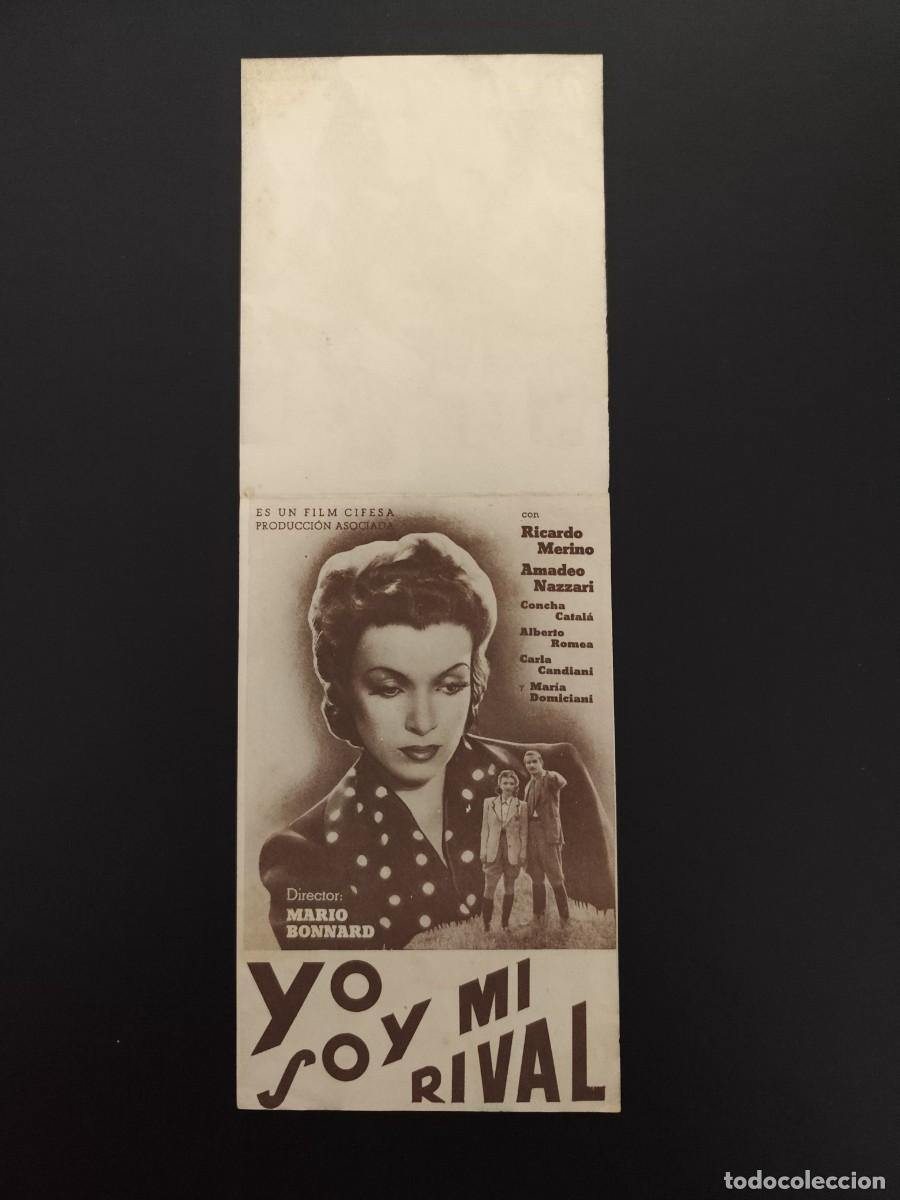 ES UN FILM CIFESA
PRODUCCIÓN ASOCIADA
con
Ricardo
Merino
Amadeo
Nazzari
Concha
Catalá
Alberto
Romea
Carla
Candiani
y María
Domiciani
Director:
MARIO
BONNARD
YO
SOY MI
RIVAL
todocoleccion